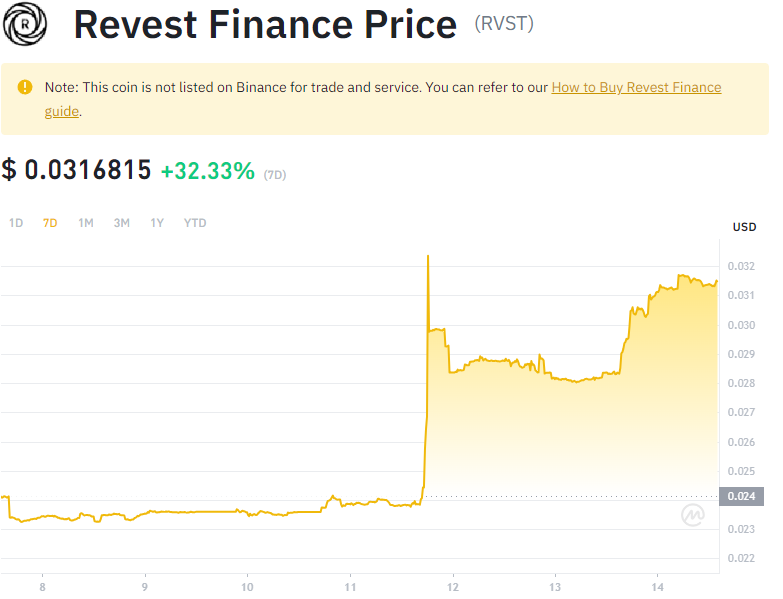 R
Revest Finance Price (RVST)
Note: This coin is not listed on Binance for trade and service. You can refer to our How to Buy Revest Finance
guide.
$ 0.0316815 +32.33% (7D)
1D 7D 1M 3M 1Y YTD
USD
0.032
0.031
0.030
0.029
0.028
0.027
0.026
0.025
0.024
0.023
0.022
8 9 10 11 12 13 14